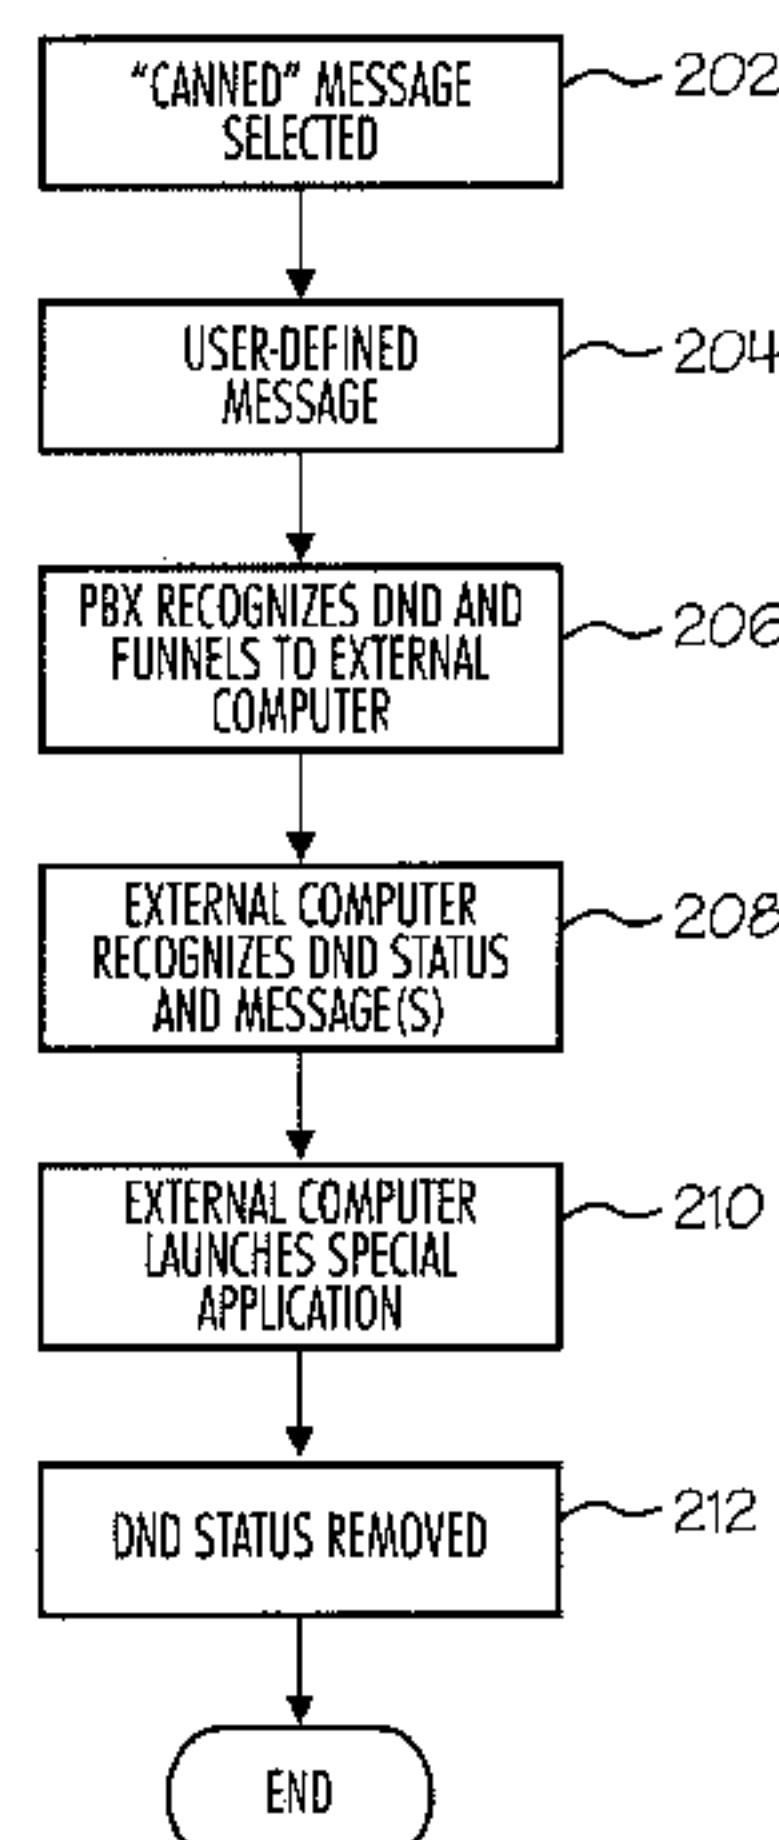 “CANNED” MESSAGE
SELECTED
202
USER-DEFINED
MESSAGE
204
PBX RECOGNIZES DND AND
FUNNELS TO EXTERNAL
COMPUTER
206
EXTERNAL COMPUTER
RECOGNIZES DND STATUS
AND MESSAGE(S)
208
EXTERNAL COMPUTER
LAUNCHES SPECIAL
APPLICATION
210
DND STATUS REMOVED
212
END